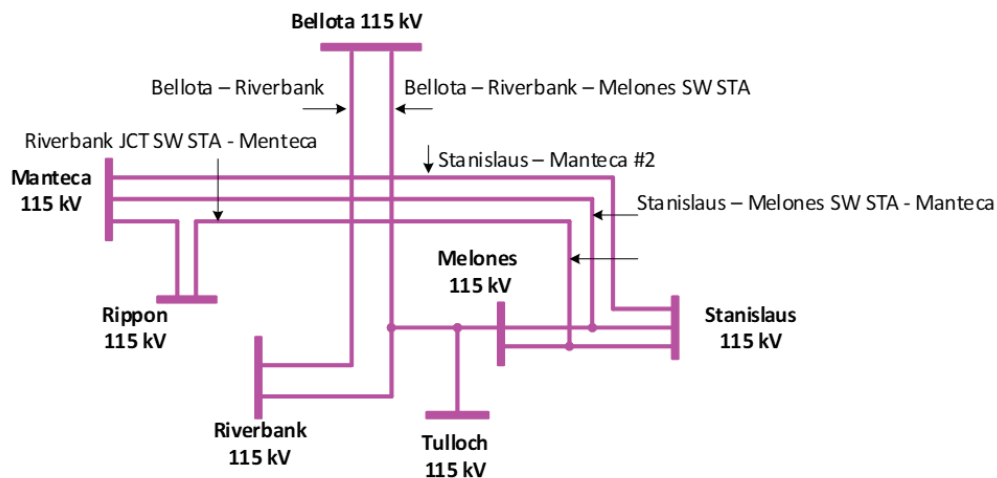 Bellota 115 kV
Bellota – Riverbank
Bellota – Riverbank – Melones SW STA
Riverbank JCT SW STA - Menteca
Stanislaus – Manteca #2
Manteca
115 kV
Stanislaus – Melones SW STA - Manteca
Melones
115 kV
Rippon
115 kV
Stanislaus
115 kV
Riverbank
115 kV
Tulloch
115 kV